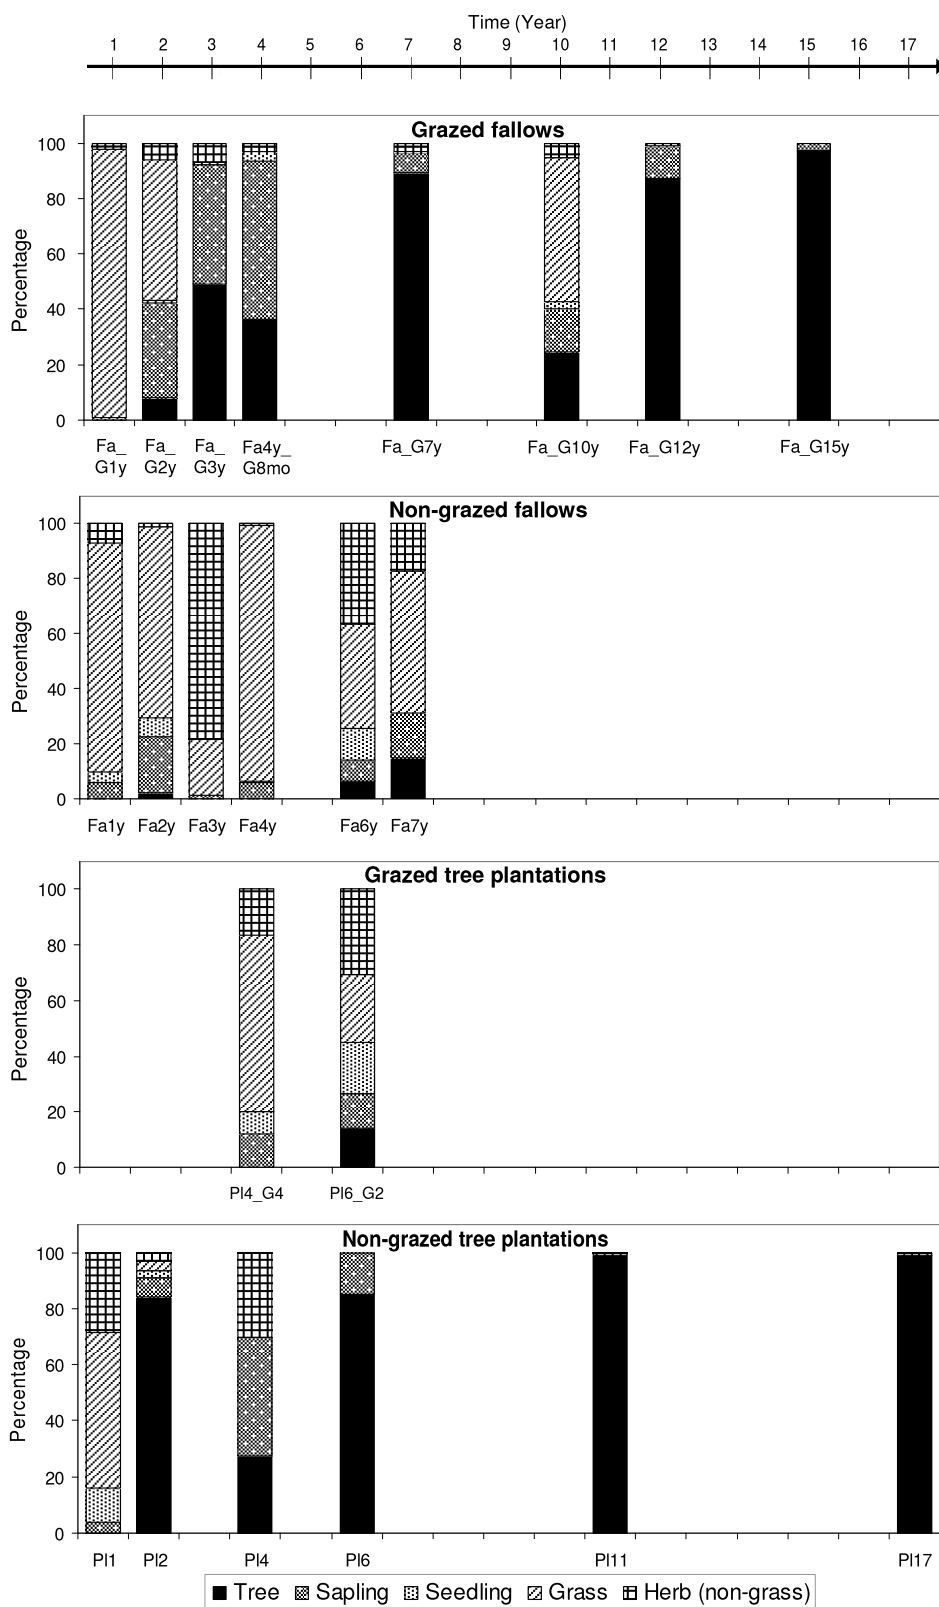 Time (Year)
1 2 3 4 5 6 7 8 9 10 11 12 13 14 15 16 17
Grazed fallows
Percentage
100
80
60
40
20
0
Fa_ Fa_ Fa_ Fa4y_ Fa_G7y Fa_G10y Fa_G12y Fa_G15y
G1y G2y G3y G8mo
Non-grazed fallows
Percentage
100
80
60
40
20
0
Fa1y Fa2y Fa3y Fa4y Fa6y Fa7y
Grazed tree plantations
Percentage
100
80
60
40
20
0
Pl4_G4 Pl6_G2
Non-grazed tree plantations
Percentage
100
80
60
40
20
0
Pl1 Pl2 Pl4 Pl6 Pl11 Pl17
Tree Sapling Seedling Grass Herb (non-grass)